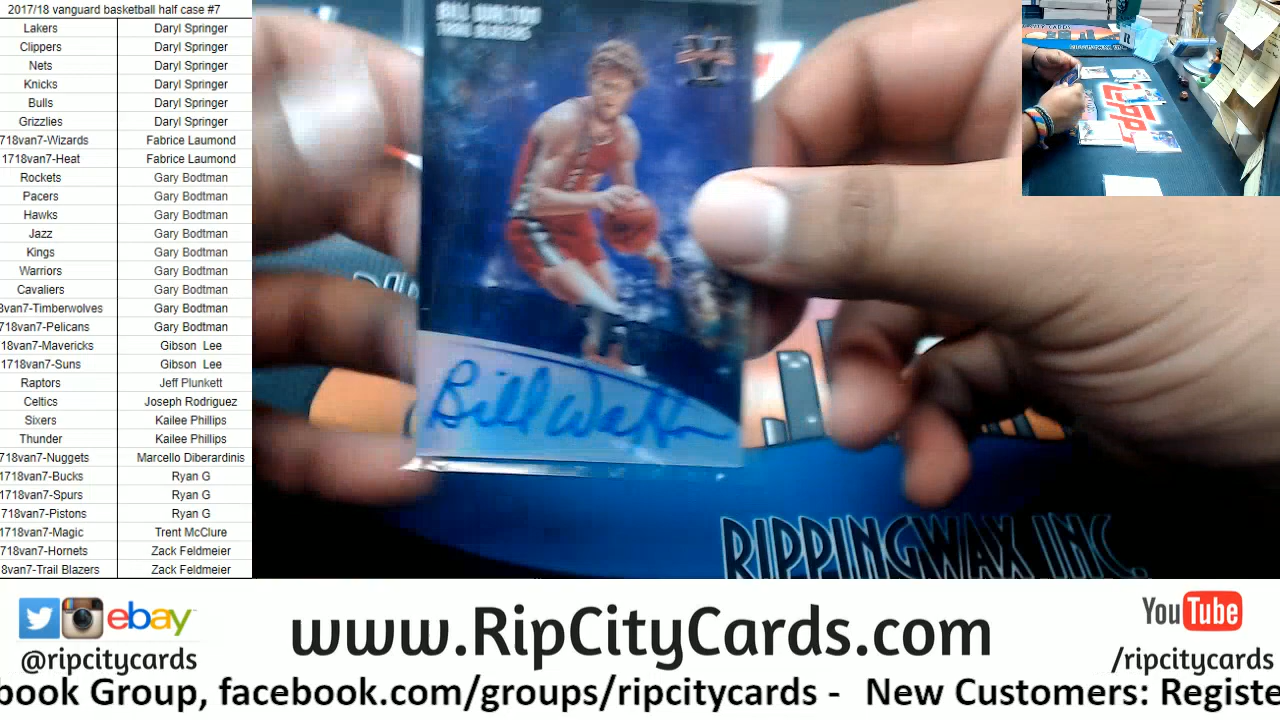 2017/18 vanguard basketball half case #7
Lakers Daryl Springer
Clippers Daryl Springer
Nets Daryl Springer
Knicks Daryl Springer
Bulls Daryl Springer
Grizzlies Daryl Springer
718van7-Wizards Fabrice Laumond
1718van7-Heat Fabrice Laumond
Rockets Gary Bodtman
Pacers Gary Bodtman
Hawks Gary Bodtman
Jazz Gary Bodtman
Kings Gary Bodtman
Warriors Gary Bodtman
Cavaliers Gary Bodtman
8van7-Timberwolves Gary Bodtman
718van7-Pelicans Gary Bodtman
18van7-Mavericks Gibson Lee
1718van7-Suns Gibson Lee
Raptors Jeff Plunkett
Celtics Joseph Rodriguez
Sixers Kailee Phillips
Thunder Kailee Phillips
718van7-Nuggets Marcello Diberardinis
1718van7-Bucks Ryan G
1718van7-Spurs Ryan G
1718van7-Pistons Ryan G
1718van7-Magic Trent McClure
718van7-Hornets Zack Feldmeier
8van7-Trail Blazers Zack Feldmeier
BILL WALTON
TRAIL BLAZERS
Bill Walton
RIPPINGWAX INC.
Topps
ebay
@ripcitycards
www.RipCityCards.com
YouTube
/ripcitycards
book Group, facebook.com/groups/ripcitycards - New Customers: Registe